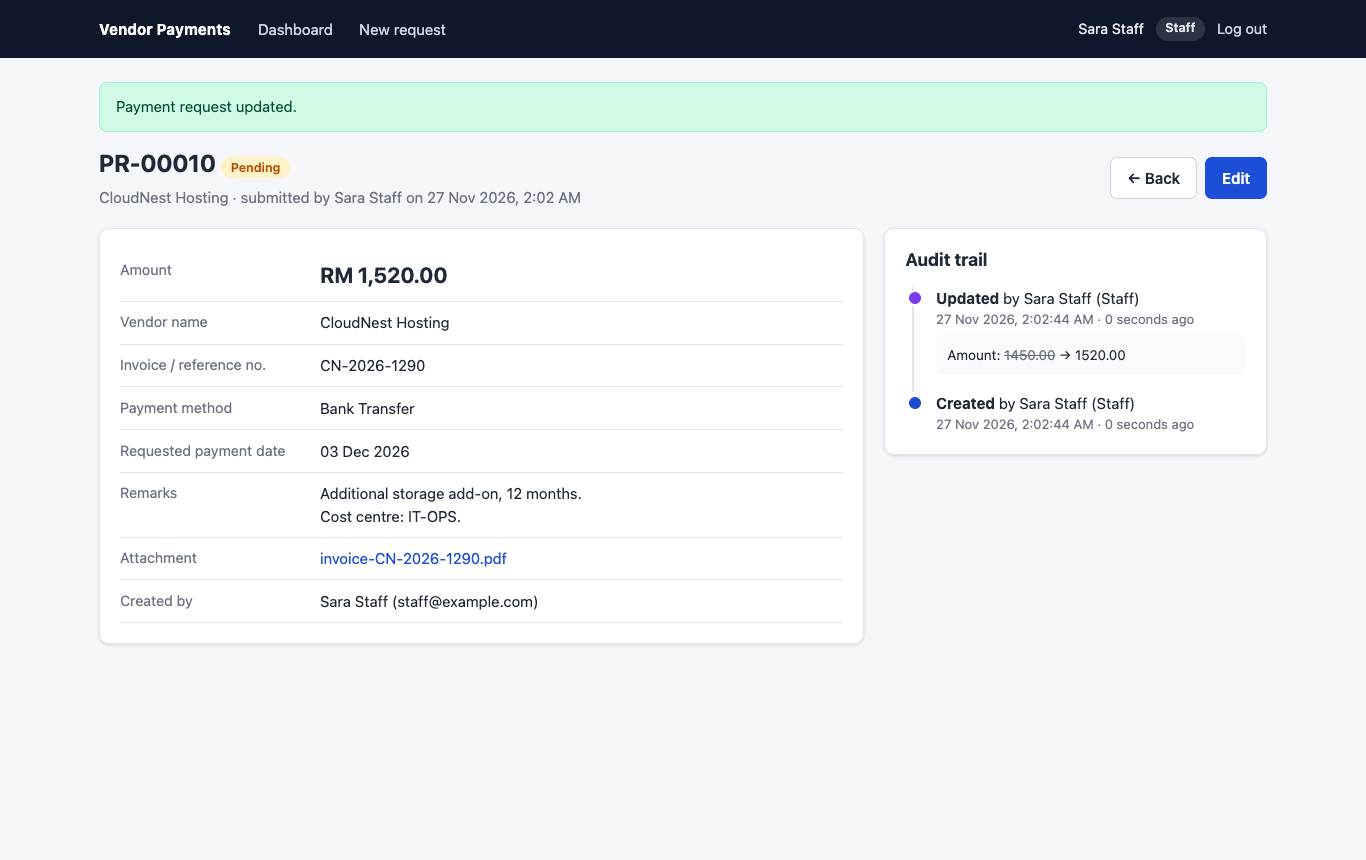 Vendor Payments Dashboard New request Sara Staff Staff Log out
Payment request updated.
PR-00010 Pending
← Back Edit
CloudNest Hosting · submitted by Sara Staff on 27 Nov 2026, 2:02 AM
Amount RM 1,520.00
Vendor name CloudNest Hosting
Invoice / reference no. CN-2026-1290
Payment method Bank Transfer
Requested payment date 03 Dec 2026
Remarks Additional storage add-on, 12 months.
Cost centre: IT-OPS.
Attachment invoice-CN-2026-1290.pdf
Created by Sara Staff (staff@example.com)
Audit trail
Updated by Sara Staff (Staff)
27 Nov 2026, 2:02:44 AM · 0 seconds ago
Amount: 1450.00 → 1520.00
Created by Sara Staff (Staff)
27 Nov 2026, 2:02:44 AM · 0 seconds ago